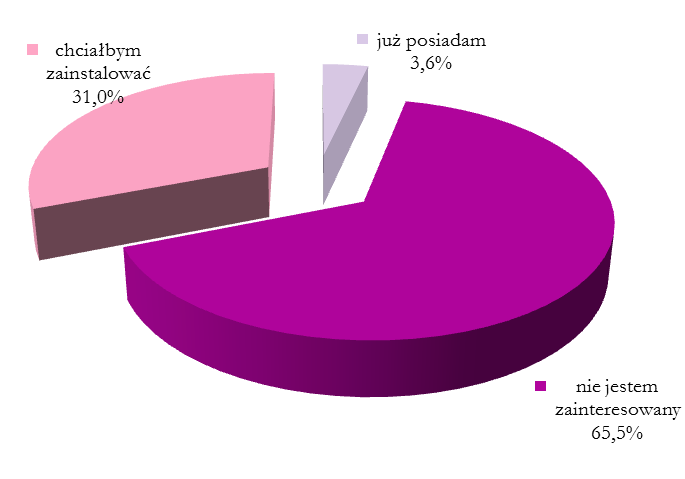 już posiadam
3,6%
chciałbym
zainstalować
31,0%
nie jestem
zainteresowany
65,5%